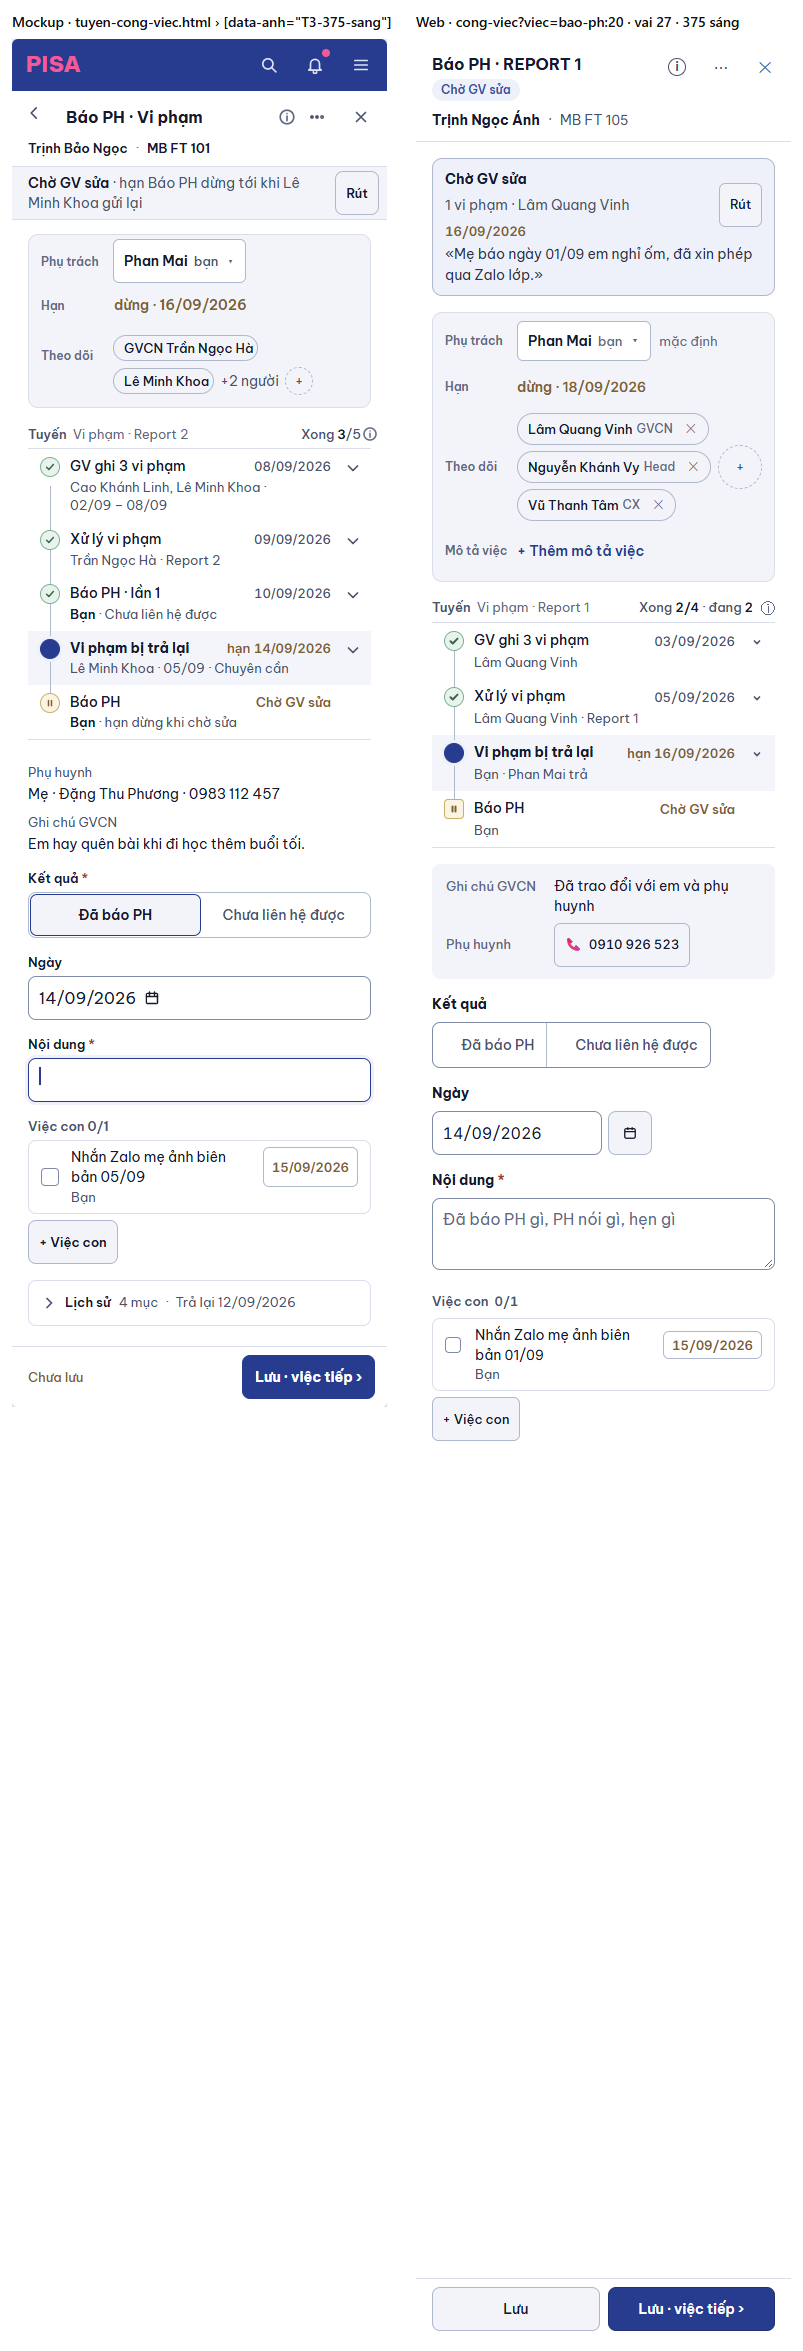 Mockup · tuyen-cong-viec.html › [data-anh="T3-375-sang"]
PISA
Báo PH · Vi phạm
Trịnh Bảo Ngọc · MB FT 101
Chờ GV sửa · hạn Báo PH dừng tới khi Lê
Minh Khoa gửi lại
Rút
Phụ trách
Phan Mai bạn
Hạn
dừng · 16/09/2026
Theo dõi
GVCN Trần Ngọc Hà
Lê Minh Khoa +2 người +
Tuyến Vi phạm · Report 2
Xong 3/5
GV ghi 3 vi phạm
08/09/2026
Cao Khánh Linh, Lê Minh Khoa ·
02/09 – 08/09
Xử lý vi phạm
09/09/2026
Trần Ngọc Hà · Report 2
Báo PH · lần 1
10/09/2026
Bạn · Chưa liên hệ được
Vi phạm bị trả lại
hạn 14/09/2026
Lê Minh Khoa · 05/09 · Chuyên cần
Báo PH
Chờ GV sửa
Bạn · hạn dừng khi chờ sửa
Phụ huynh
Mẹ · Đặng Thu Phương · 0983 112 457
Ghi chú GVCN
Em hay quên bài khi đi học thêm buổi tối.
Kết quả *
Đã báo PH
Chưa liên hệ được
Ngày
14/09/2026
Nội dung *
Việc con 0/1
Nhắn Zalo mẹ ảnh biên
bản 05/09
Bạn
15/09/2026
+ Việc con
Lịch sử 4 mục · Trả lại 12/09/2026
Chưa lưu
Lưu · việc tiếp ›
Web · cong-viec?viec=bao-ph:20 · vai 27 · 375 sáng
Báo PH · REPORT 1
Chờ GV sửa
Trịnh Ngọc Ánh · MB FT 105
Chờ GV sửa
1 vi phạm · Lâm Quang Vinh
16/09/2026
«Mẹ báo ngày 01/09 em nghỉ ốm, đã xin phép
qua Zalo lớp.»
Rút
Phụ trách
Phan Mai bạn
mặc định
Hạn
dừng · 18/09/2026
Theo dõi
Lâm Quang Vinh GVCN
Nguyễn Khánh Vy Head
Vũ Thanh Tâm CX
+
Mô tả việc
+ Thêm mô tả việc
Tuyến Vi phạm · Report 1
Xong 2/4 · đang 2
GV ghi 3 vi phạm
03/09/2026
Lâm Quang Vinh
Xử lý vi phạm
05/09/2026
Lâm Quang Vinh · Report 1
Vi phạm bị trả lại
hạn 16/09/2026
Bạn · Phan Mai trả
Báo PH
Chờ GV sửa
Bạn
Ghi chú GVCN
Đã trao đổi với em và phụ
huynh
Phụ huynh
0910 926 523
Kết quả
Đã báo PH
Chưa liên hệ được
Ngày
14/09/2026
Nội dung *
Đã báo PH gì, PH nói gì, hẹn gì
Việc con 0/1
Nhắn Zalo mẹ ảnh biên
bản 01/09
Bạn
15/09/2026
+ Việc con
Lưu
Lưu · việc tiếp ›